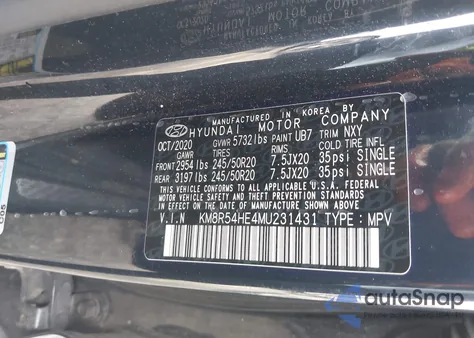 OCT/2020
MANUFACTURED IN KOREA BY
HYUNDAI MOTOR COMPANY
OCT/2020 GVWR 5732 lbs PAINT UB7 TRIM NXY
GAWR TIRES RIMS COLD TIRE INFL
FRONT 2954 lbs 245/50R20 7.5JX20 35psi SINGLE
REAR 3197 lbs 245/50R20 7.5JX20 35psi SINGLE
THIS VEHICLE CONFORMS TO ALL APPLICABLE U.S.A. FEDERAL
MOTOR VEHICLE SAFETY, BUMPER, AND THEFT PREVENTION
STANDARDS IN EFFECT ON THE DATE OF MANUFACTURE SHOWN ABOVE.
V.I.N KM8R54HE4MU231431 TYPE : MPV
autoSnap